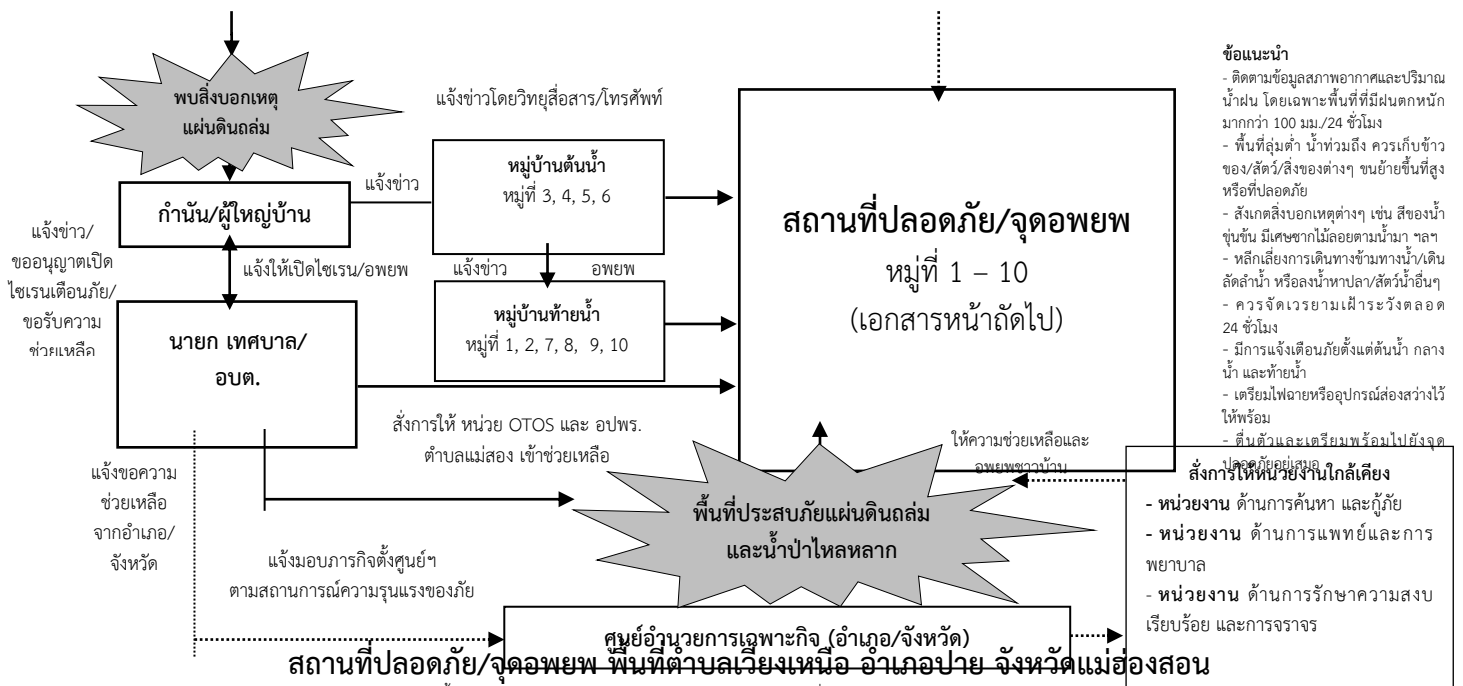 พบสิ่งบอกเหตุ
แผ่นดินถล่ม
กำนัน/ผู้ใหญ่บ้าน
แจ้งข่าว/
ขออนุญาตเปิด
ไซเรนเตือนภัย/
ขอรับความ
ช่วยเหลือ
แจ้งให้เปิดไซเรน/อพยพ
นายก เทศบาล/
อบต.
แจ้งข่าวโดยวิทยุสื่อสาร/โทรศัพท์
แจ้งข่าว
หมู่บ้านต้นน้ำ
หมู่ที่ 3, 4, 5, 6
แจ้งข่าว อพยพ
หมู่บ้านท้ายน้ำ
หมู่ที่ 1, 2, 7, 8, 9, 10
สถานที่ปลอดภัย/จุดอพยพ
หมู่ที่ 1 – 10
(เอกสารหน้าถัดไป)
ข้อแนะนำ
- ติดตามข้อมูลสภาพอากาศและปริมาณ
น้ำฝน โดยเฉพาะพื้นที่ที่มีฝนตกหนัก
มากกว่า 100 มม./24 ชั่วโมง
- พื้นที่ลุ่มต่ำ น้ำท่วมถึง ควรเก็บข้าว
ของ/สัตว์/สิ่งของต่างๆ ขนย้ายขึ้นที่สูง
หรือที่ปลอดภัย
- สังเกตสิ่งบอกเหตุต่างๆ เช่น สีของน้ำ
ขุ่นข้น มีเศษซากไม้ลอยตามน้ำมา ฯลฯ
- หลีกเลี่ยงการเดินทางข้ามทางน้ำ/เดิน
ลัดลำน้ำ หรือลงน้ำหาปลา/สัตว์น้ำอื่นๆ
- ควรจัดเวรยามเฝ้าระวังตลอด
24 ชั่วโมง
- มีการแจ้งเตือนภัยตั้งแต่ต้นน้ำ กลาง
น้ำ และท้ายน้ำ
- เตรียมไฟฉายหรืออุปกรณ์ส่องสว่างไว้
ให้พร้อม
- ตื่นตัวและเตรียมพร้อมไปยังจุด
ปลอดภัยอยู่เสมอ
สั่งการให้ หน่วย OTOS และ อปพร.
ตำบลแม่สอง เข้าช่วยเหลือ
ให้ความช่วยเหลือและ
อพยพชาวบ้าน
แจ้งขอความ
ช่วยเหลือ
จากอำเภอ/
จังหวัด
พื้นที่ประสบภัยแผ่นดินถล่ม
และน้ำป่าไหลหลาก
สั่งการให้หน่วยงานใกล้เคียง
- หน่วยงาน ด้านการค้นหา และกู้ภัย
- หน่วยงาน ด้านการแพทย์และการ
พยาบาล
- หน่วยงาน ด้านการรักษาความสงบ
เรียบร้อย และการจราจร
แจ้งมอบภารกิจตั้งศูนย์ฯ
ตามสถานการณ์ความรุนแรงของภัย
ศูนย์อำนวยการเฉพาะกิจ (อำเภอ/จังหวัด)
สถานที่ปลอดภัย/จุดอพยพ พื้นที่ตำบลเวียงเหนือ อำเภอปาย จังหวัดแม่ฮ่องสอน